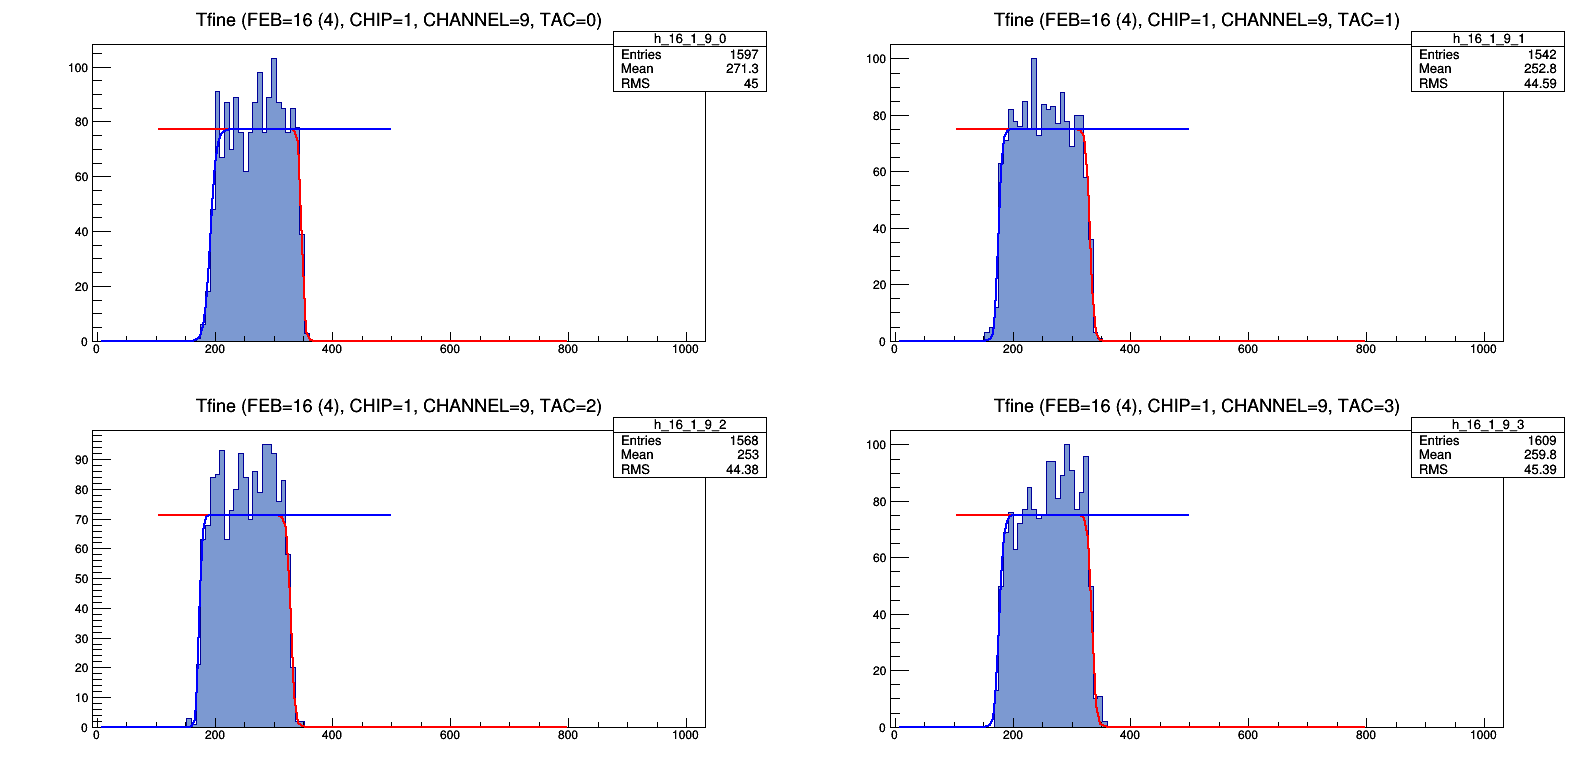 Tfine (FEB=16 (4), CHIP=1, CHANNEL=9, TAC=0)
h_16_1_9_0
Entries 1597
Mean 271.3
RMS 45
100
80
60
40
20
0
0 200 400 600 800 1000
Tfine (FEB=16 (4), CHIP=1, CHANNEL=9, TAC=1)
h_16_1_9_1
Entries 1542
Mean 252.8
RMS 44.59
100
80
60
40
20
0
0 200 400 600 800 1000
Tfine (FEB=16 (4), CHIP=1, CHANNEL=9, TAC=2)
h_16_1_9_2
Entries 1568
Mean 253
RMS 44.38
90
80
70
60
50
40
30
20
10
0
0 200 400 600 800 1000
Tfine (FEB=16 (4), CHIP=1, CHANNEL=9, TAC=3)
h_16_1_9_3
Entries 1609
Mean 259.8
RMS 45.39
100
80
60
40
20
0
0 200 400 600 800 1000